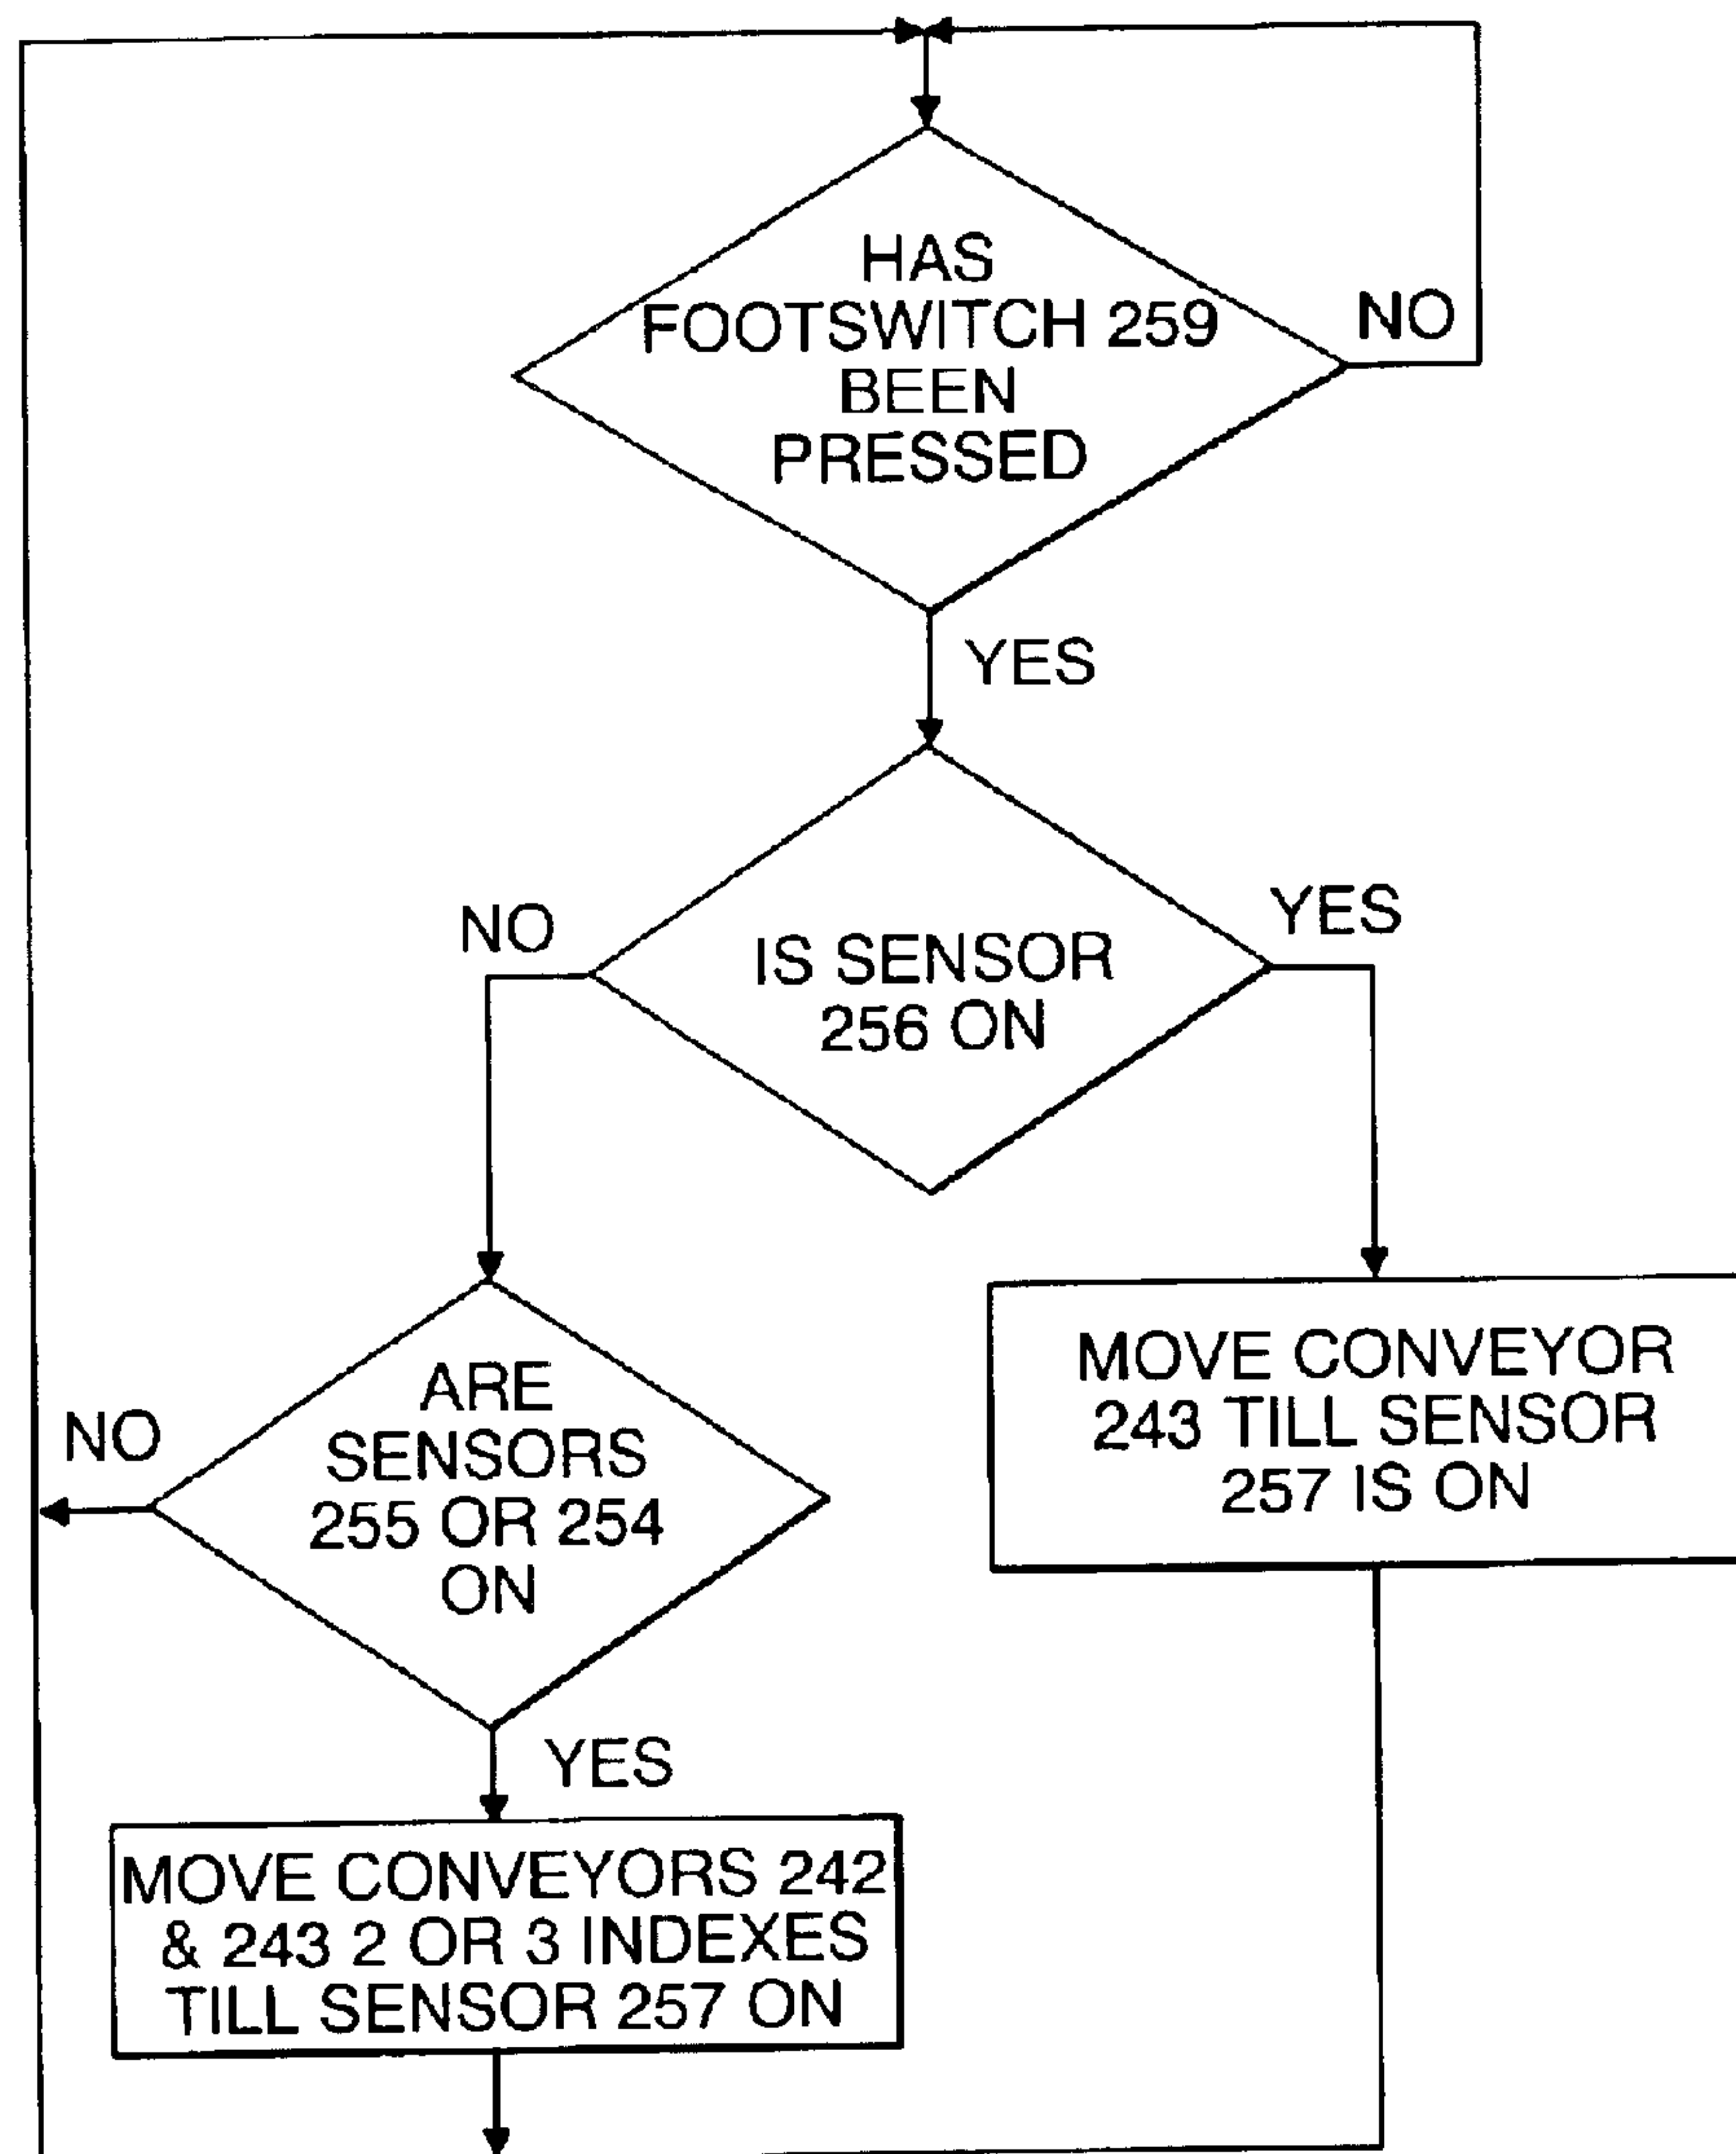 HAS
FOOTSWITCH 259
BEEN
PRESSED
NO
YES
IS SENSOR
256 ON
NO
YES
ARE
SENSORS
255 OR 254
ON
NO
YES
MOVE CONVEYOR
243 TILL SENSOR
257 IS ON
MOVE CONVEYORS 242
& 243 2 OR 3 INDEXES
TILL SENSOR 257 ON